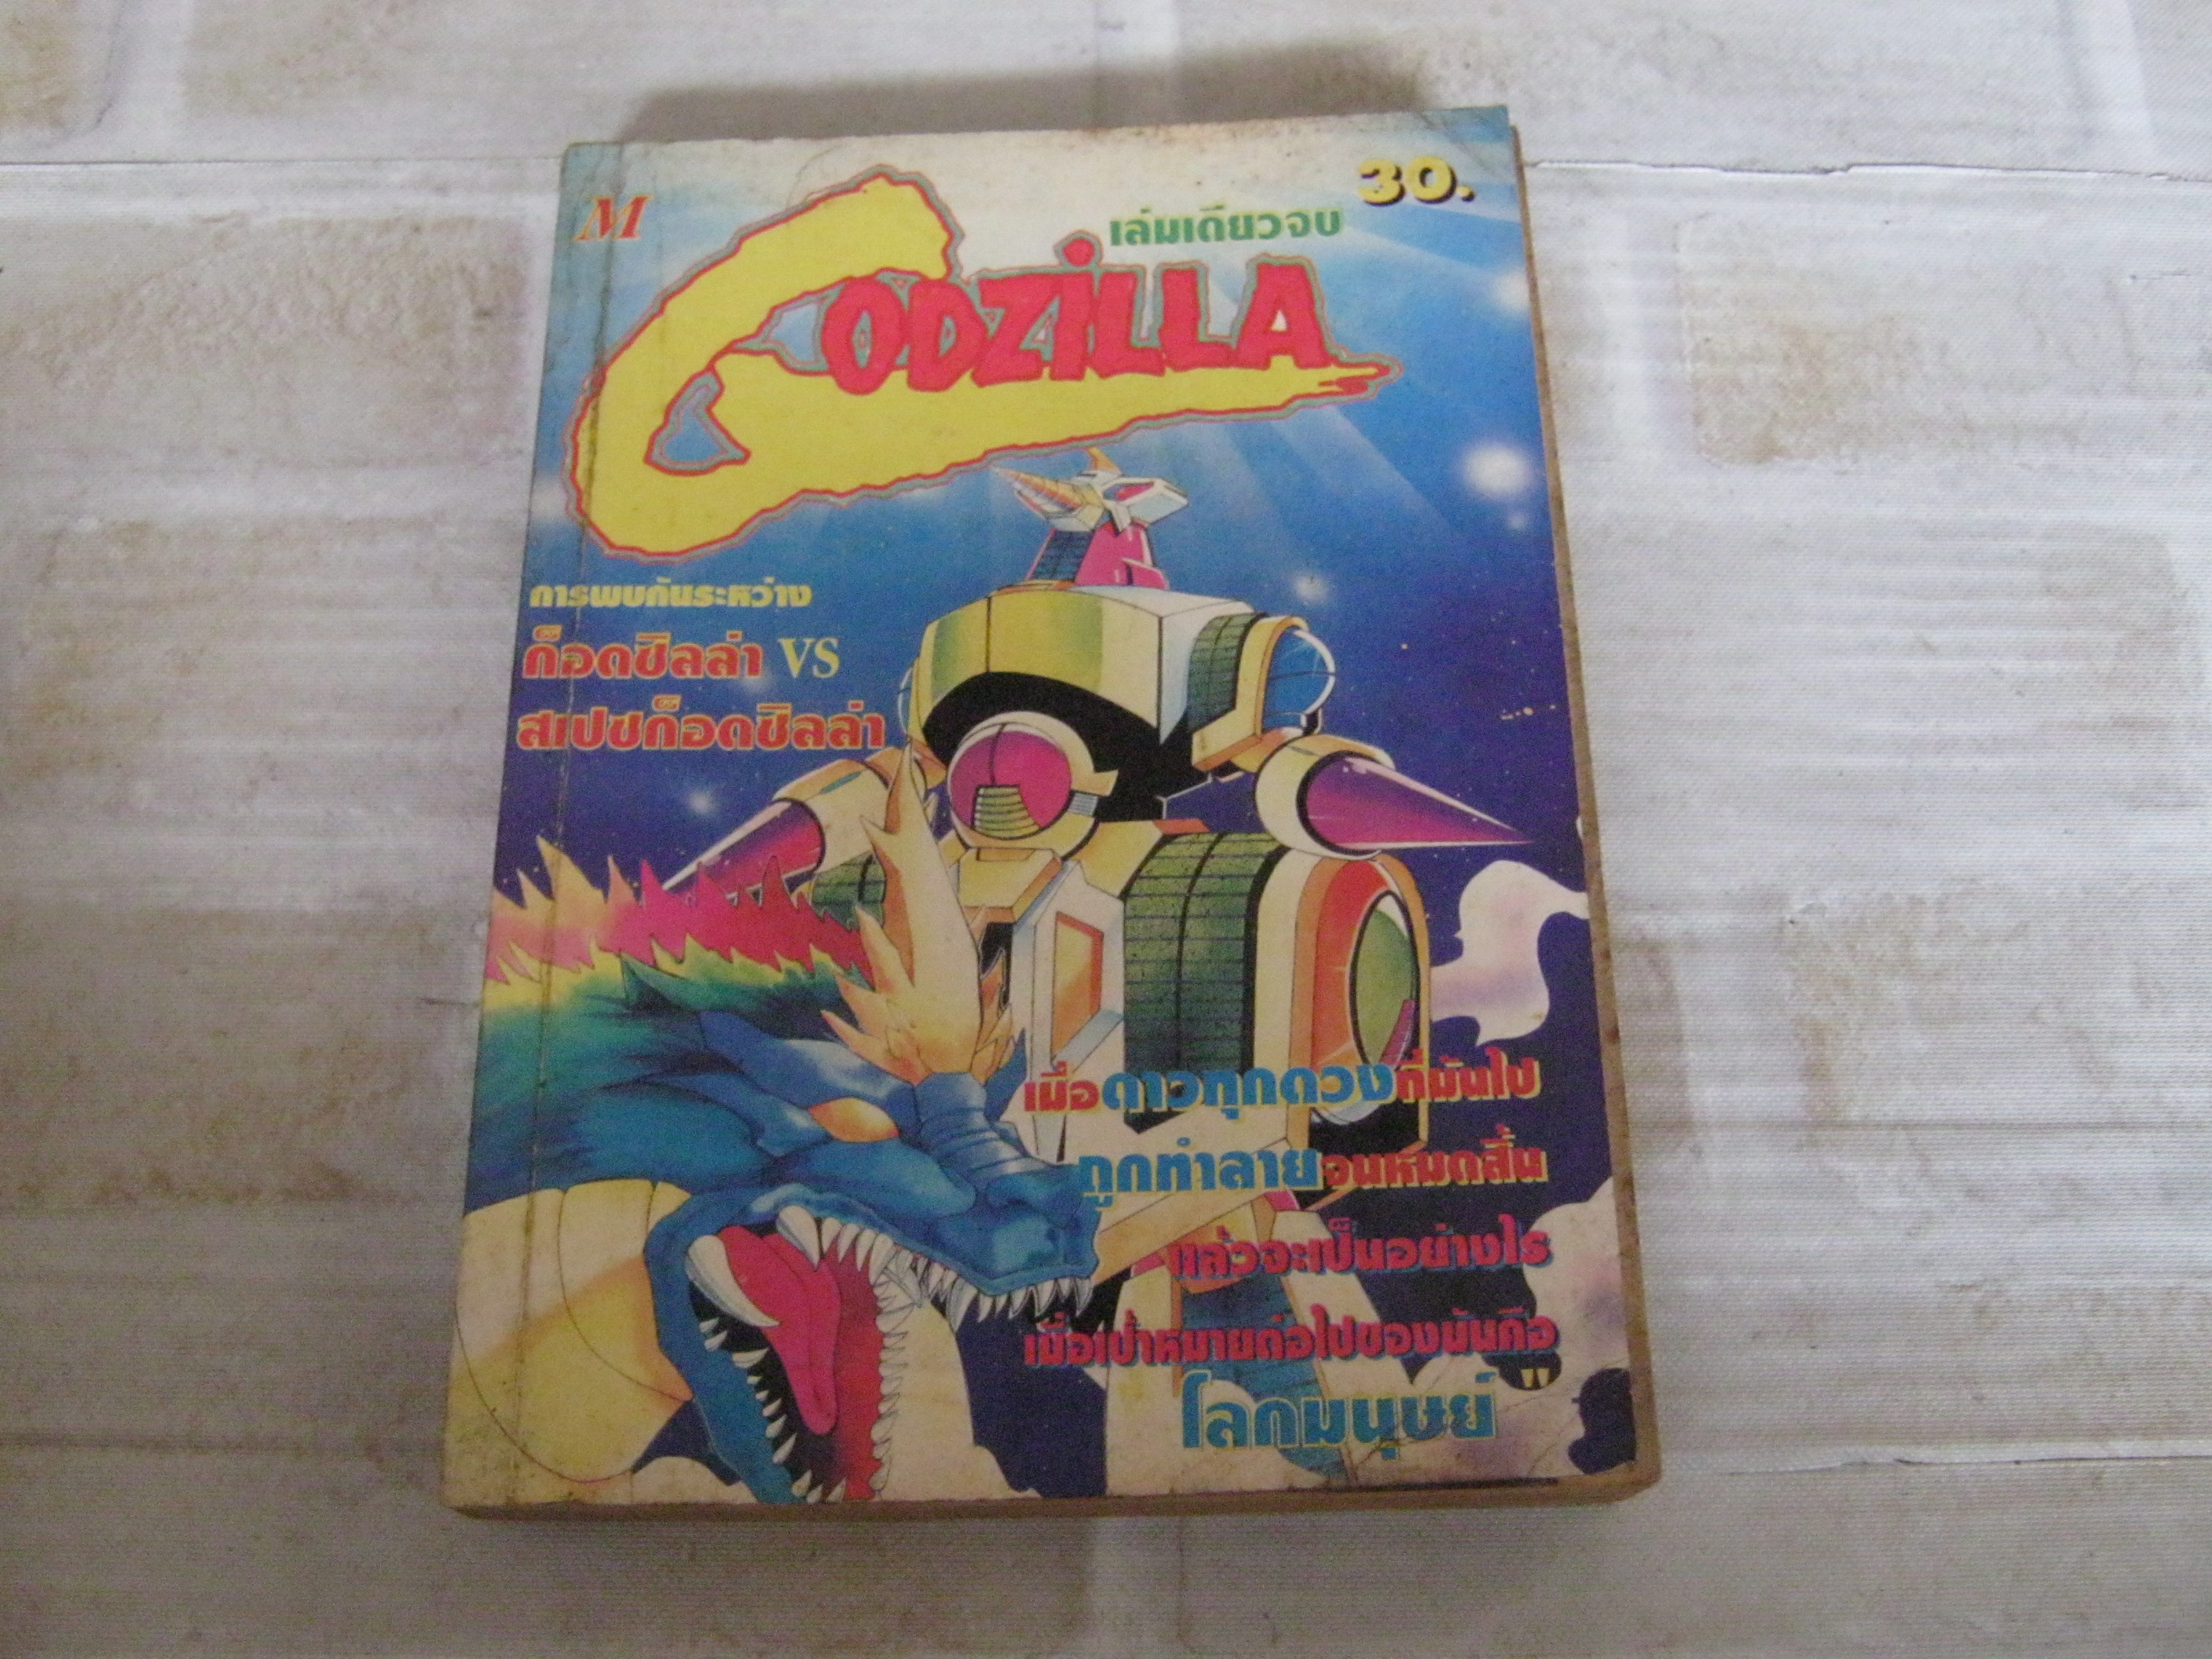 M
30.
เล่มเดียวจบ
GODZiLLA
การพบกันระหว่าง
ก็อดซิลล่า VS
สเปซก็อดซิลล่า
เมื่อดาวทุกดวงที่มันไป
ถูกทำลายจนหมดสิ้น
แล้วจะเป็นอย่างไร
เมื่อเป้าหมายต่อไปของมันคือ
โลกมนุษย์"